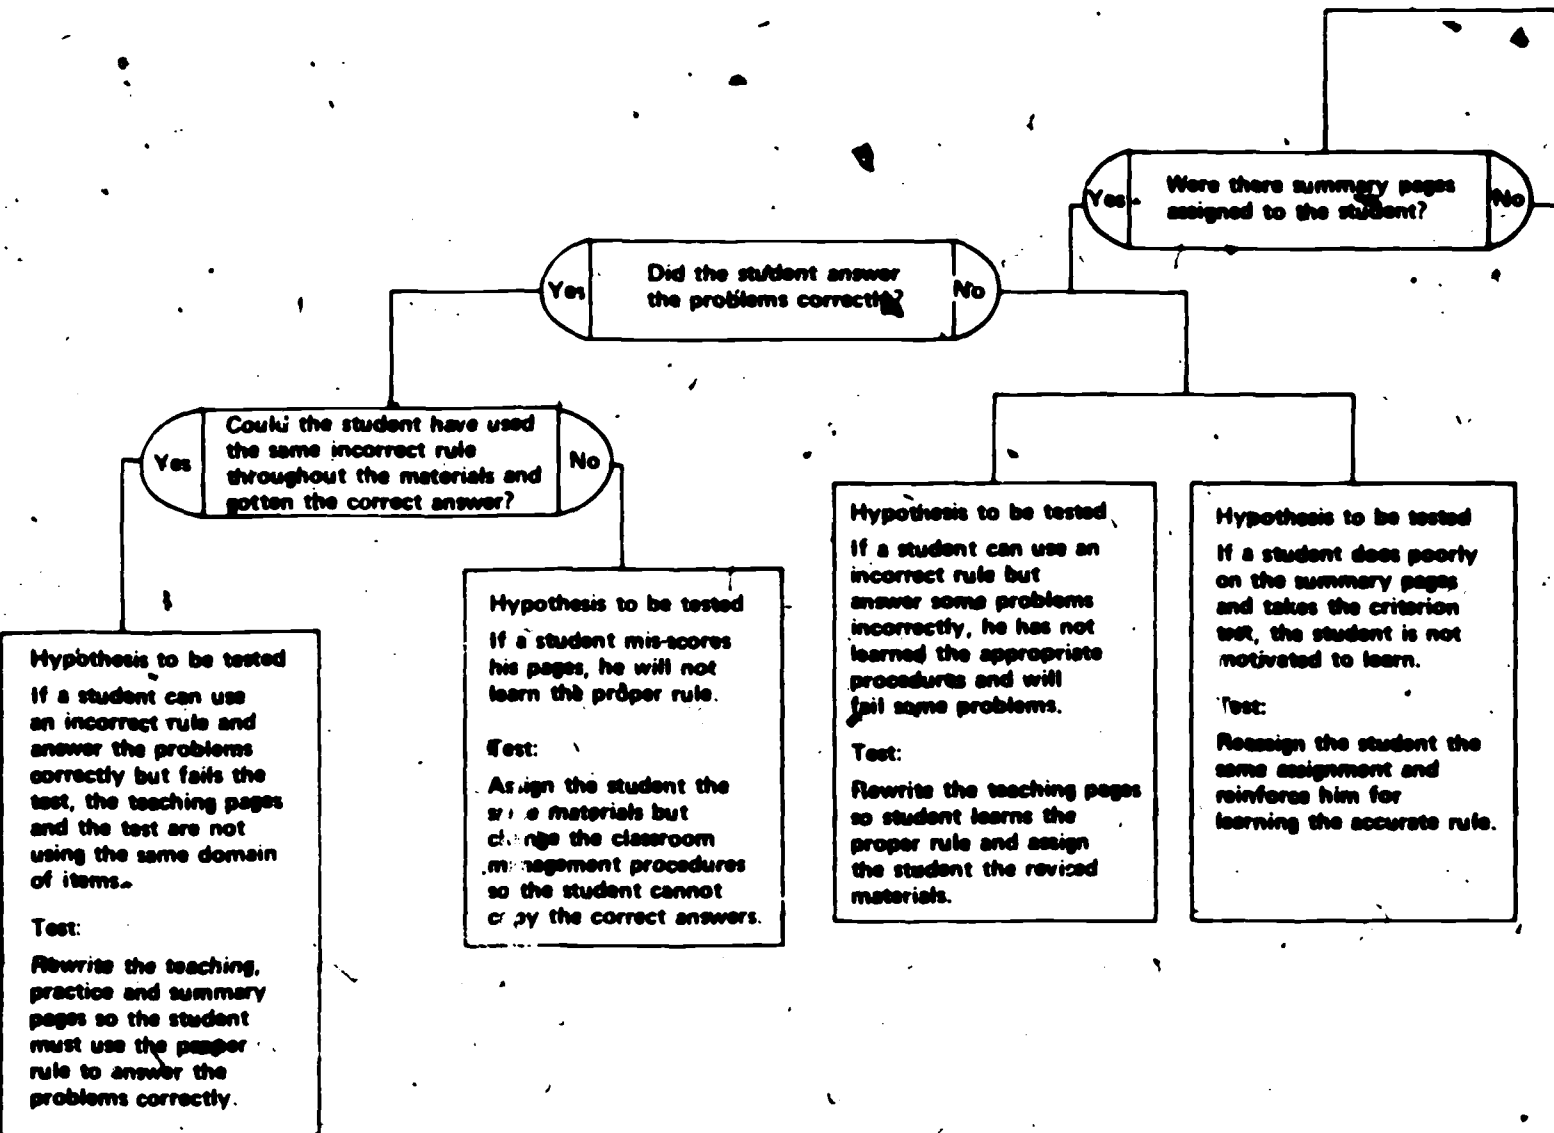 Yes
Were there summary pages
assigned to the student?
No
Yes
Did the student answer
the problems correctly?
No
Yes
Could the student have used
the same incorrect rule
throughout the materials and
gotten the correct answer?
No
Hypothesis to be tested
If a student can use
an incorrect rule and
answer the problems
correctly but fails the
test, the teaching pages
and the test are not
using the same domain
of items.
Test:
Rewrite the teaching,
practice and summary
pages so the student
must use the proper
rule to answer the
problems correctly.
Hypothesis to be tested
If a student mis-scores
his pages, he will not
learn the proper rule.
Test:
Assign the student the
same materials but
change the classroom
management procedures
so the student cannot
copy the correct answers.
Hypothesis to be tested
If a student can use an
incorrect rule but
answer some problems
incorrectly, he has not
learned the appropriate
procedures and will
fail some problems.
Test:
Rewrite the teaching pages
so student learns the
proper rule and assign
the student the revised
materials.
Hypothesis to be tested
If a student does poorly
on the summary pages
and takes the criterion
test, the student is not
motivated to learn.
Test:
Reassign the student the
same assignment and
reinforce him for
learning the accurate rule.